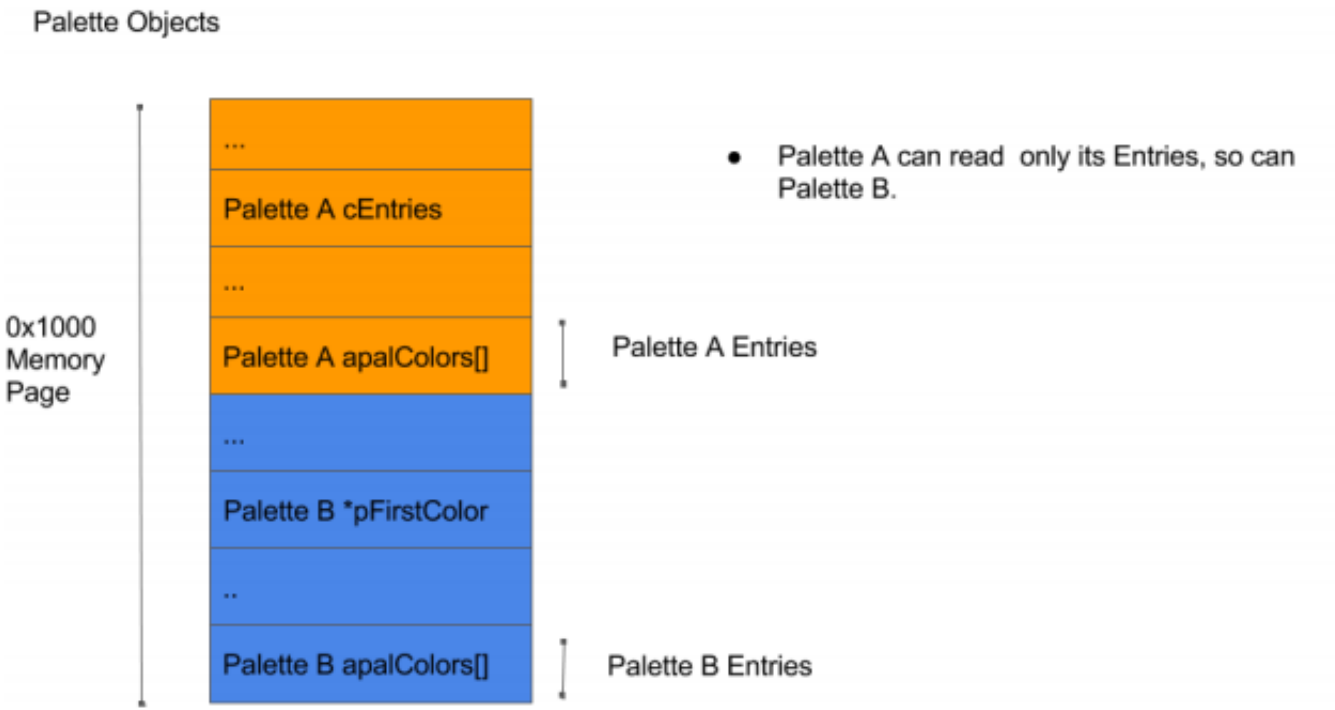 Palette Objects
...
Palette A cEntries
...
Palette A apalColors[]
...
Palette B *pFirstColor
..
Palette B apalColors[]
0x1000
Memory
Page
Palette A Entries
Palette B Entries
● Palette A can read  only its Entries, so can
Palette B.